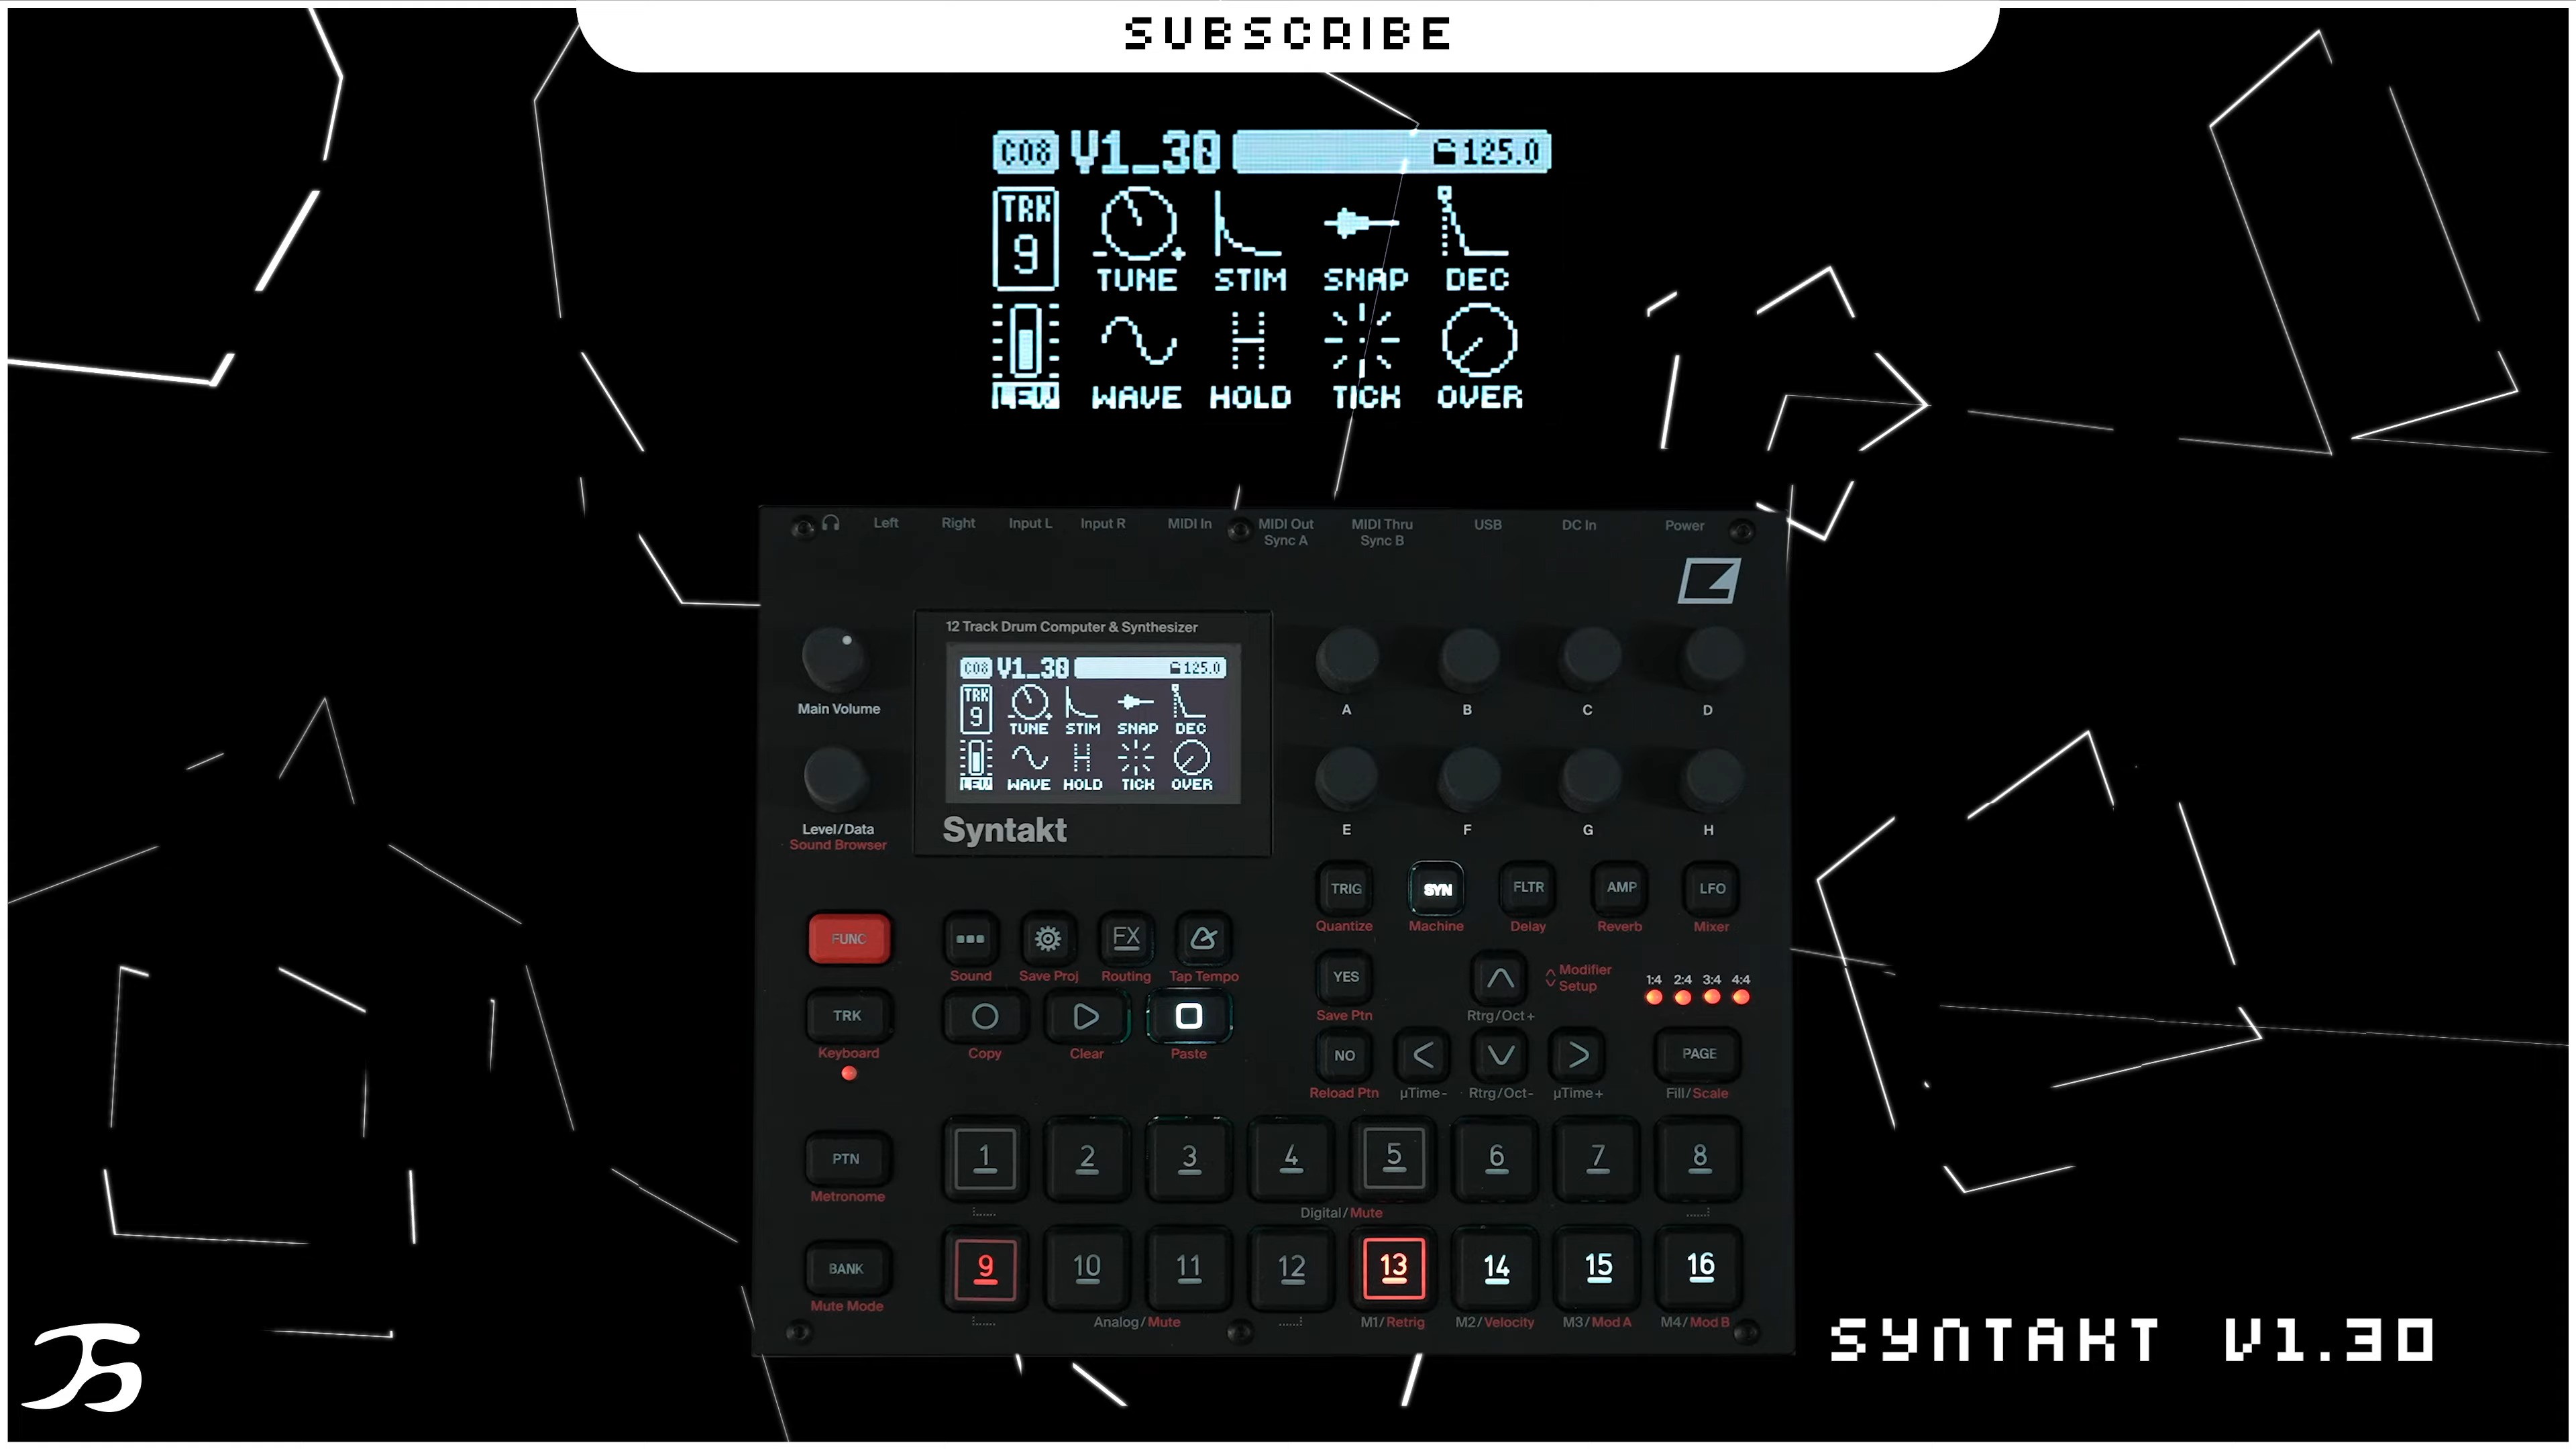 SUBSCRIBE
C08 V1_30 125.0
TRK 9
TUNE STIM SNAP DEC
LEV WAVE HOLD TICK OVER
Left Right Input L Input R MIDI In MIDI Out MIDI Thru USB DC In Power
Sync A Sync B
12 Track Drum Computer & Synthesizer
C08 V1_30 125.0
TRK 9
TUNE STIM SNAP DEC
LEV WAVE HOLD TICK OVER
Syntakt
Main Volume
Level/Data
Sound Browser
A B C D
E F G H
TRIG SYN FLTR AMP LFO
Quantize Machine Delay Reverb Mixer
FUNC FX
Sound Save Proj Routing Tap Tempo
YES Modifier
Setup
1:4 2:4 3:4 4:4
Save Ptn Rtrg/Oct+
TRK
Keyboard Copy Clear Paste
NO PAGE
Reload Ptn µTime- Rtrg/Oct- µTime+ Fill/Scale
PTN 1 2 3 4 5 6 7 8
Metronome
Digital/Mute
BANK 9 10 11 12 13 14 15 16
Mute Mode
Analog/Mute M1/Retrig M2/Velocity M3/Mod A M4/Mod B
SYNTAKT V1.30
JS